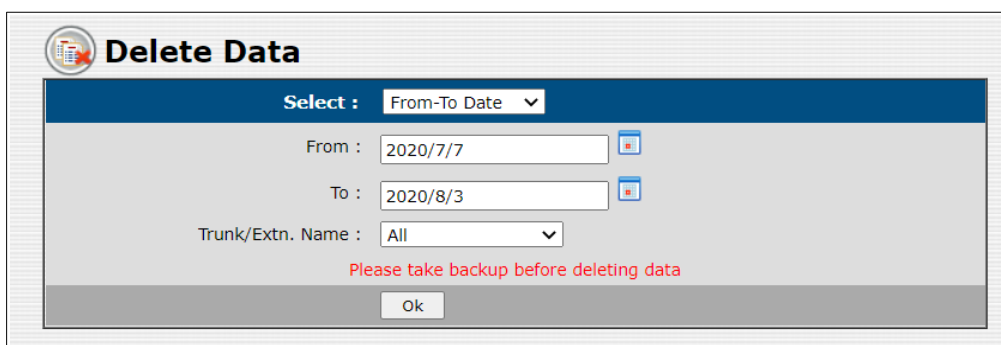 Delete Data
Select : From-To Date
From : 2020/7/7
To : 2020/8/3
Trunk/Extn. Name : All
Please take backup before deleting data
Ok